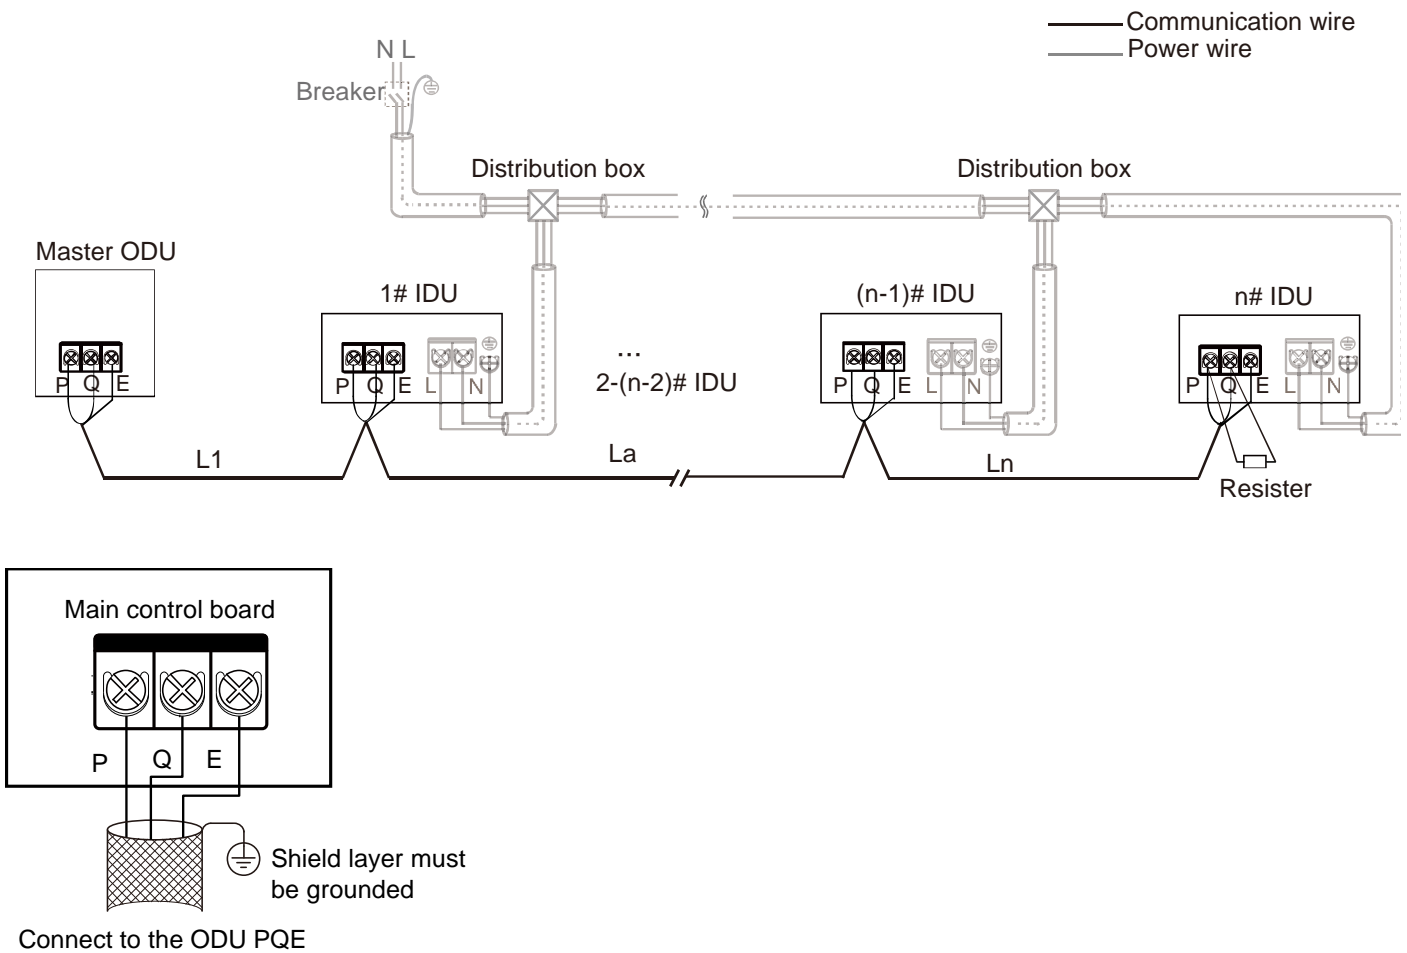 Communication wire
Power wire
N L
Breaker
Distribution box
Distribution box
Master ODU
1# IDU
(n-1)# IDU
n# IDU
...
2-(n-2)# IDU
P Q E
P Q E L N
P Q E L N
P Q E L N
L1
La
Ln
Resister
Main control board
P Q E
Shield layer must
be grounded
Connect to the ODU PQE